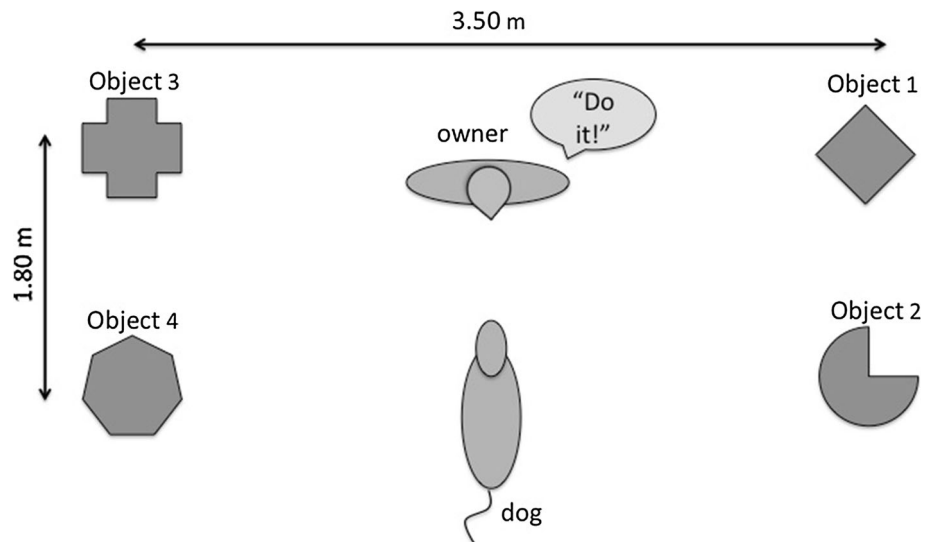 3.50 m
Object 3
Object 1
“Do
it!”
owner
1.80 m
Object 4
Object 2
dog